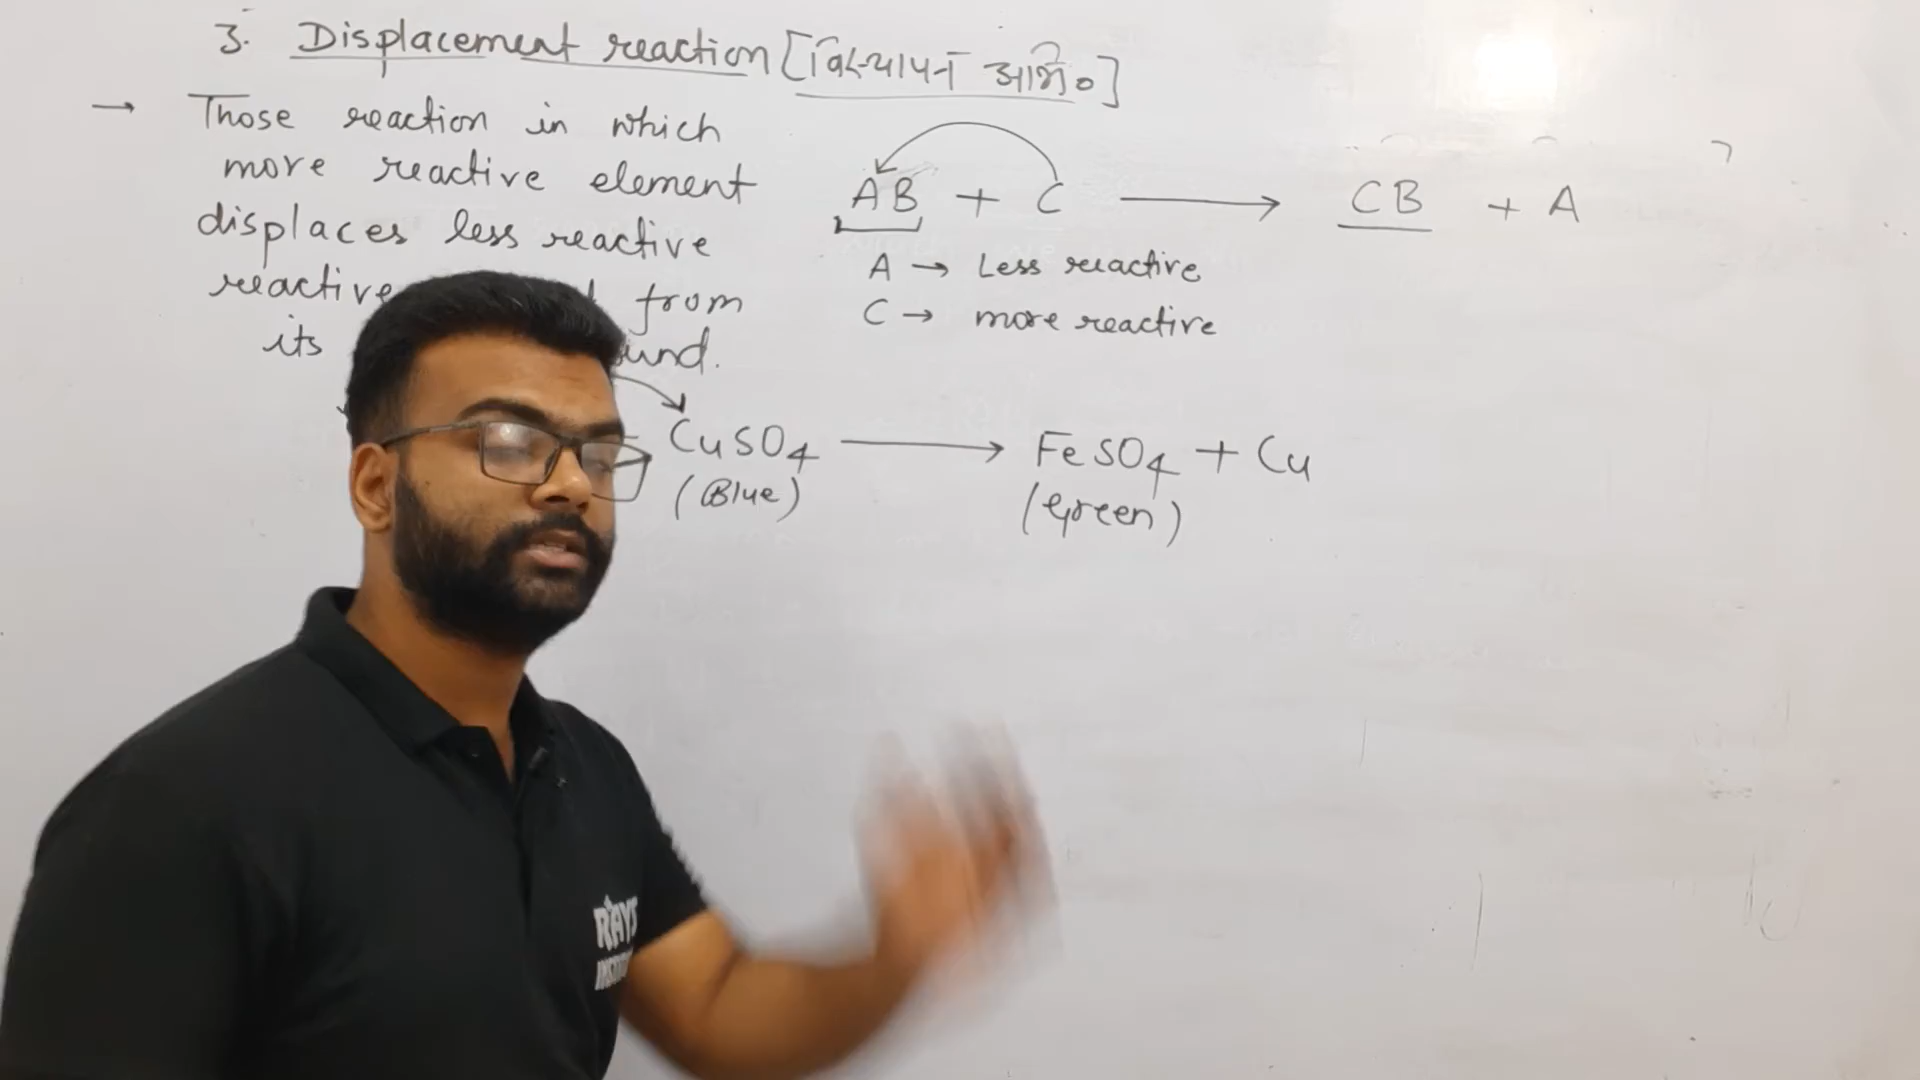 3. Displacement reaction [विस्थापन अभि०]
→ Those reaction in which
more reactive element
displaces less reactive
reactive from
its
AB + C ⟶ CB + A
A → Less reactive
C → more reactive
CuSO4 ⟶ FeSO4 + Cu
(Blue) (Green)
RAYS